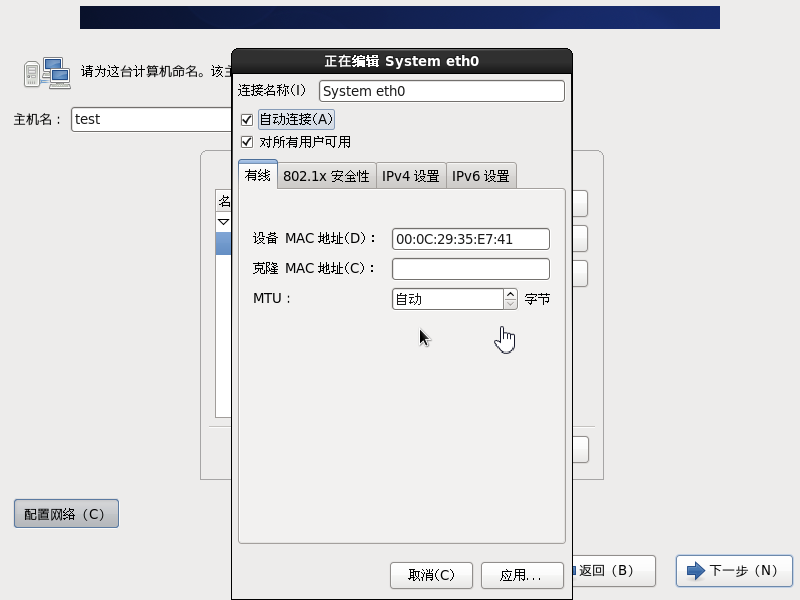 请为这台计算机命名。该主
主机名：
test
名
正在编辑 System eth0
连接名称(I)
System eth0
自动连接(A)
对所有用户可用
有线
802.1x 安全性
IPv4 设置
IPv6 设置
设备 MAC 地址(D)：
00:0C:29:35:E7:41
克隆 MAC 地址(C)：
MTU：
自动
字节
配置网络（C）
取消(C)
应用...
返回（B）
下一步（N）